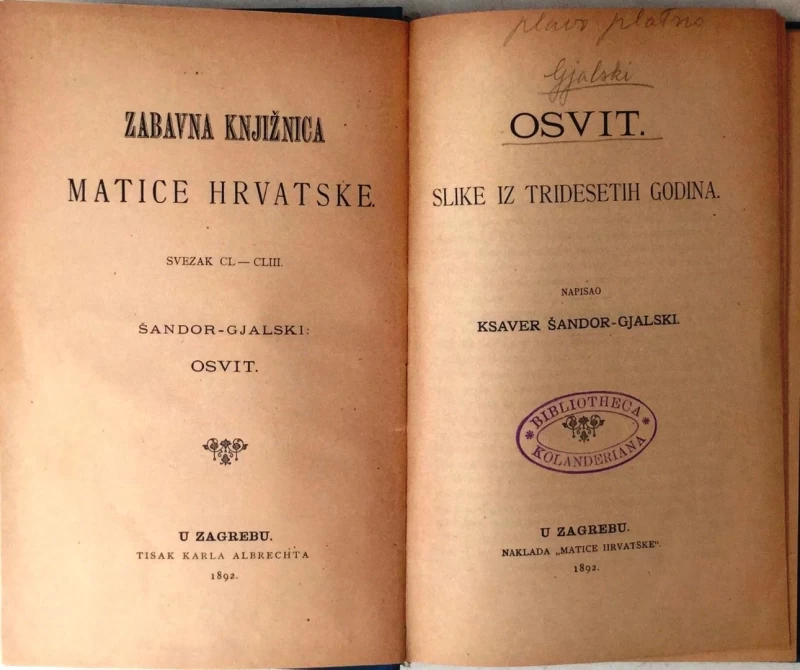 ZABAVNA KNJIŽNICA
MATICE HRVATSKE.
SVEZAK CL—CLIII.
ŠANDOR-GJALSKI:
OSVIT.
U ZAGREBU.
TISAK KARLA ALBRECHTA
1892.
plavo platno
Gjalski
OSVIT.
SLIKE IZ TRIDESETIH GODINA.
NAPISAO
KSAVER ŠANDOR-GJALSKI.
BIBLIOTHECA
KOLANDERIANA
U ZAGREBU.
NAKLADA „MATICE HRVATSKE“.
1892.